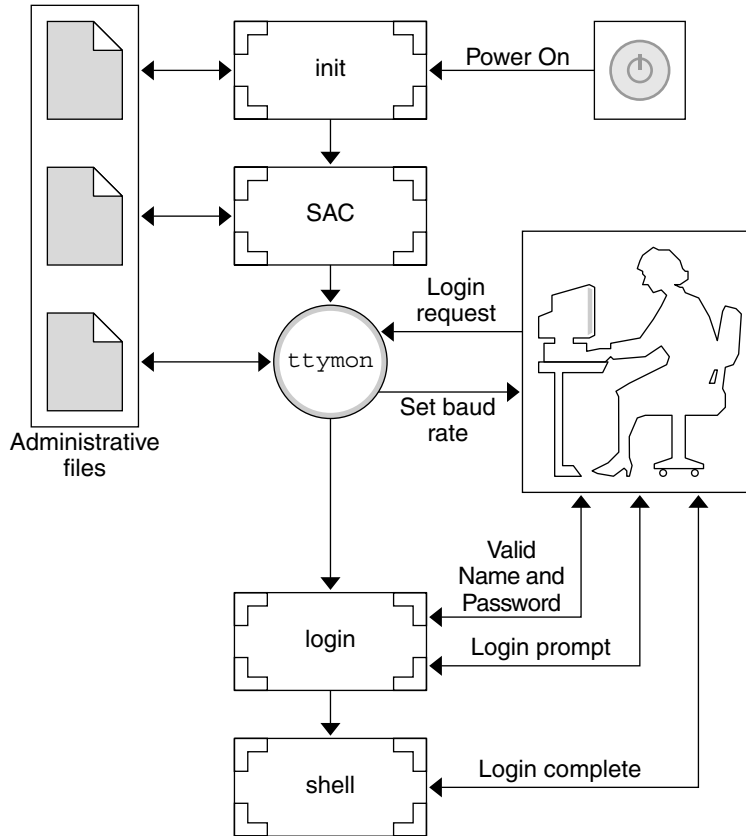 init
Power On
SAC
Login
request
ttymon
Set baud
rate
Administrative
files
Valid
Name and
Password
login
Login prompt
shell
Login complete